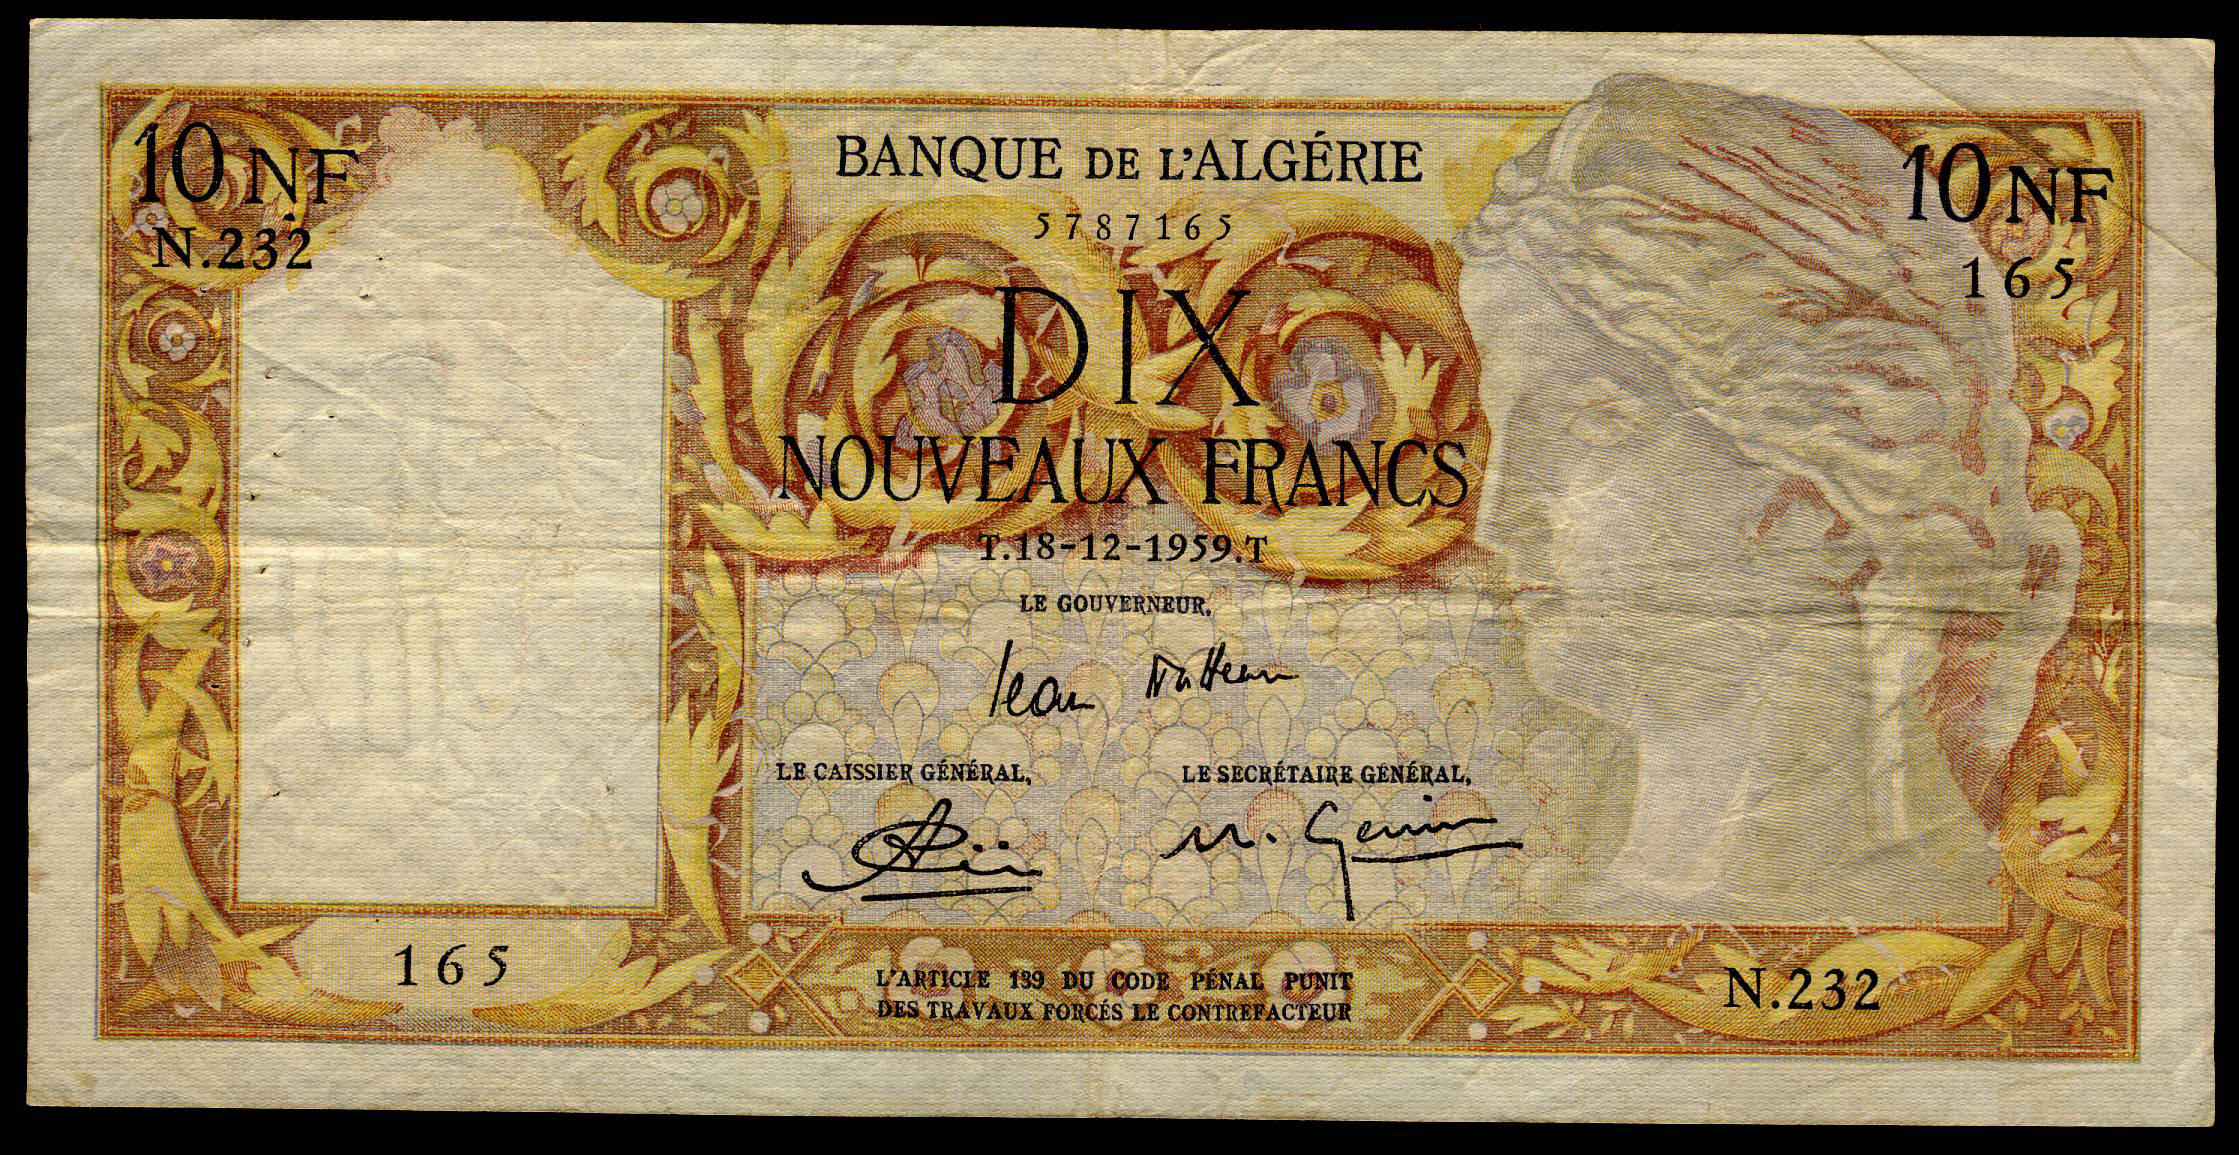 10 NF
BANQUE DE L'ALGÉRIE
10 NF
N.232
5787165
165
DIX
NOUVEAUX FRANCS
T.18-12-1959.T
LE GOUVERNEUR,
Jean
LE CAISSIER GÉNÉRAL,
LE SECRÉTAIRE GÉNÉRAL,
165
L'ARTICLE 139 DU CODE PÉNAL PUNIT
DES TRAVAUX FORCÉS LE CONTREFACTEUR
N.232